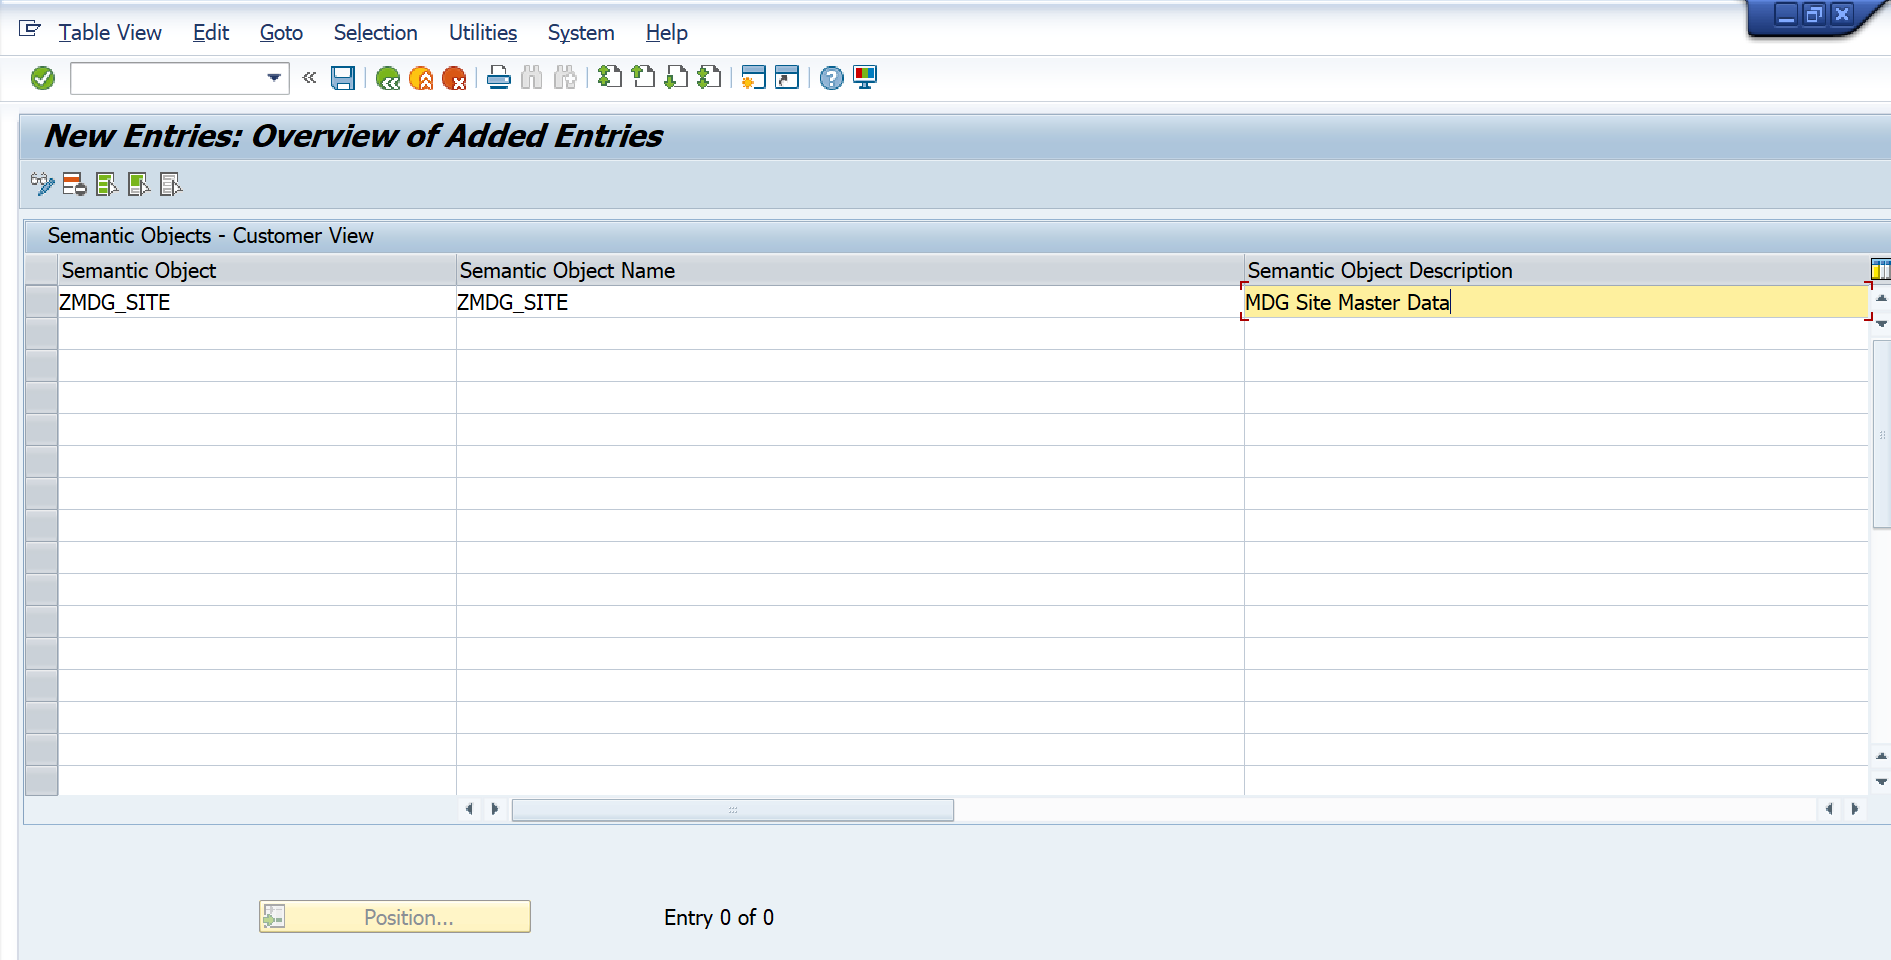 Table View Edit Goto Selection Utilities System Help
New Entries: Overview of Added Entries
Semantic Objects - Customer View
Semantic Object Semantic Object Name Semantic Object Description
ZMDG_SITE ZMDG_SITE MDG Site Master Data
Position... Entry 0 of 0